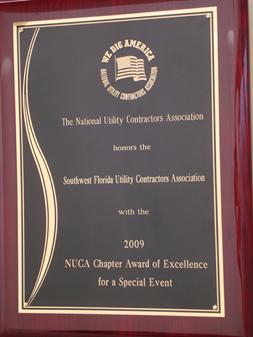 WE DIG AMERICA
NATIONAL UTILITY CONTRACTORS ASSOCIATION
The National Utility Contractors Association
honors the
Southwest Florida Utility Contractors Association
with the
2009
NUCA Chapter Award of Excellence
for a Special Event